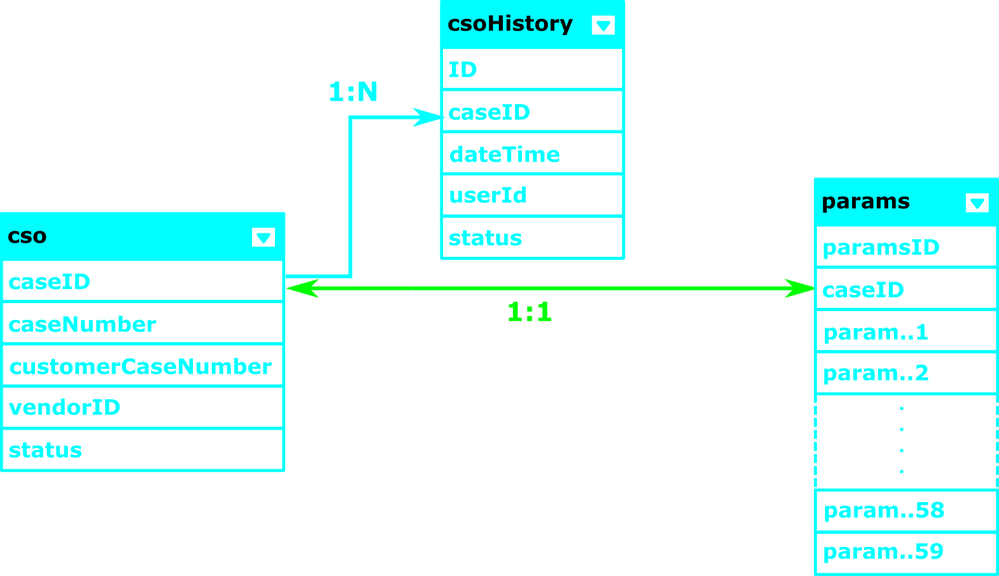 csoHistory
ID
caseID
dateTime
userId
status
1:N
cso
caseID
caseNumber
customerCaseNumber
vendorID
status
1:1
params
paramsID
caseID
param..1
param..2
.
.
.
.
param..58
param..59